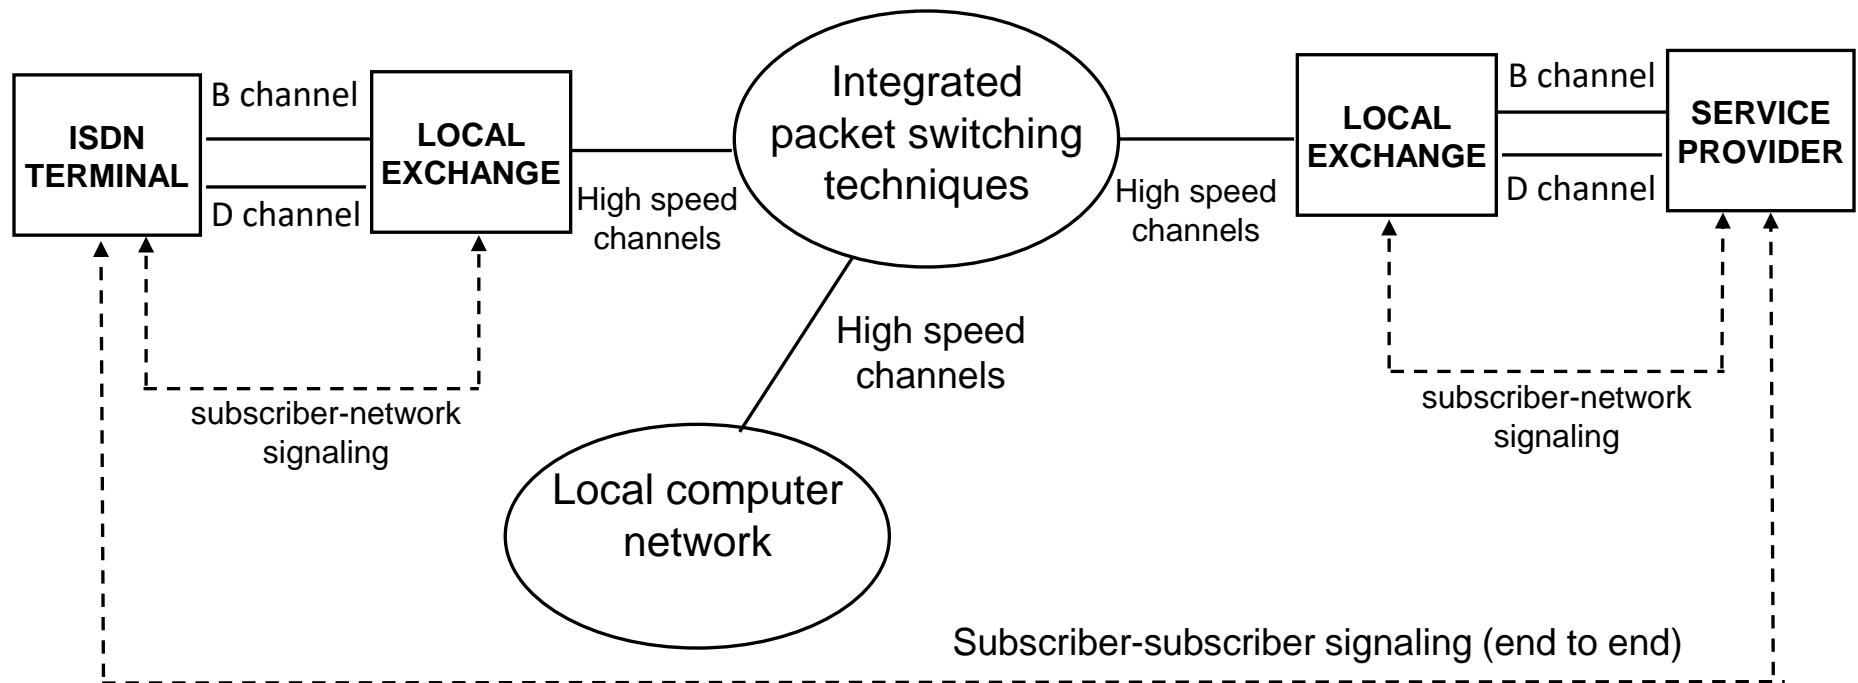 ISDN
TERMINAL
B channel
D channel
LOCAL
EXCHANGE
High speed
channels
Integrated
packet switching
techniques
High speed
channels
LOCAL
EXCHANGE
B channel
D channel
SERVICE
PROVIDER
High speed
channels
subscriber-network
signaling
subscriber-network
signaling
Local computer
network
Subscriber-subscriber signaling (end to end)